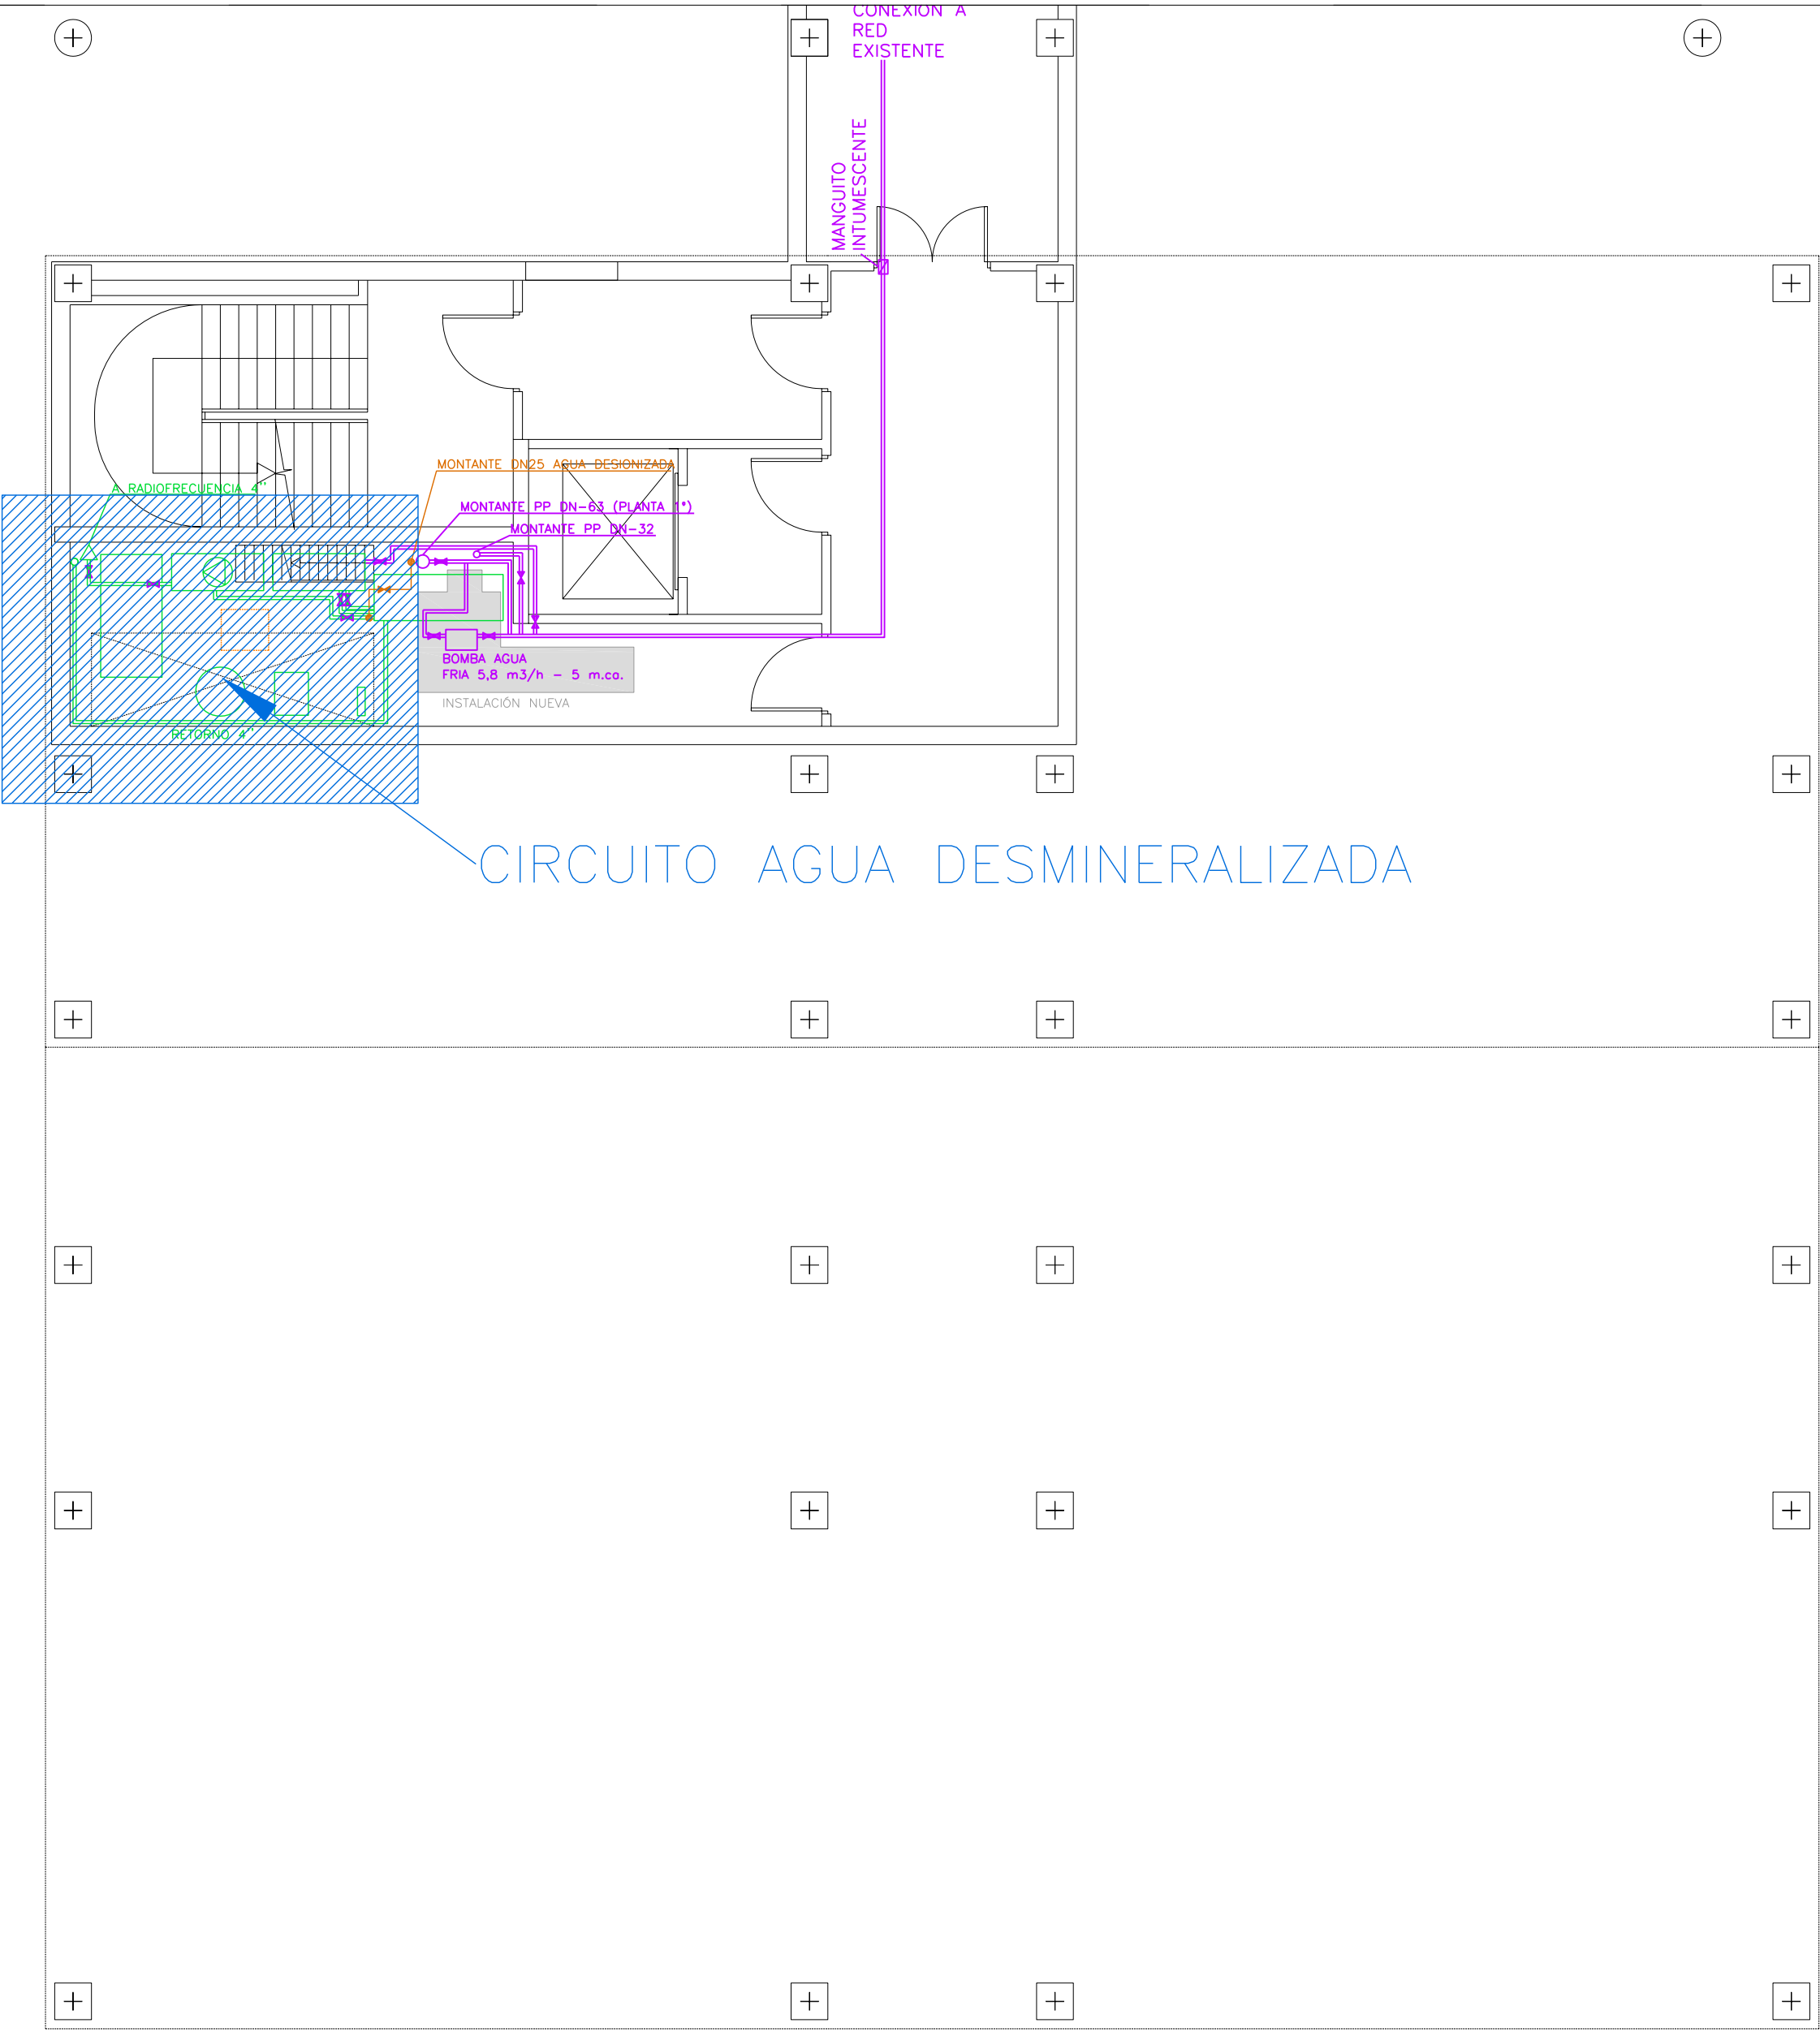 CONEXION A
RED
EXISTENTE
MANGUITO
INTUMESCENTE
MONTANTE DN25 AGUA DESIONIZADA
A RADIOFRECUENCIA 4''
MONTANTE PP DN-63 (PLANTA 1ª)
MONTANTE PP DN-32
BOMBA AGUA
FRIA 5,8 m3/h - 5 m.ca.
INSTALACIÓN NUEVA
RETORNO 4''
CIRCUITO AGUA DESMINERALIZADA